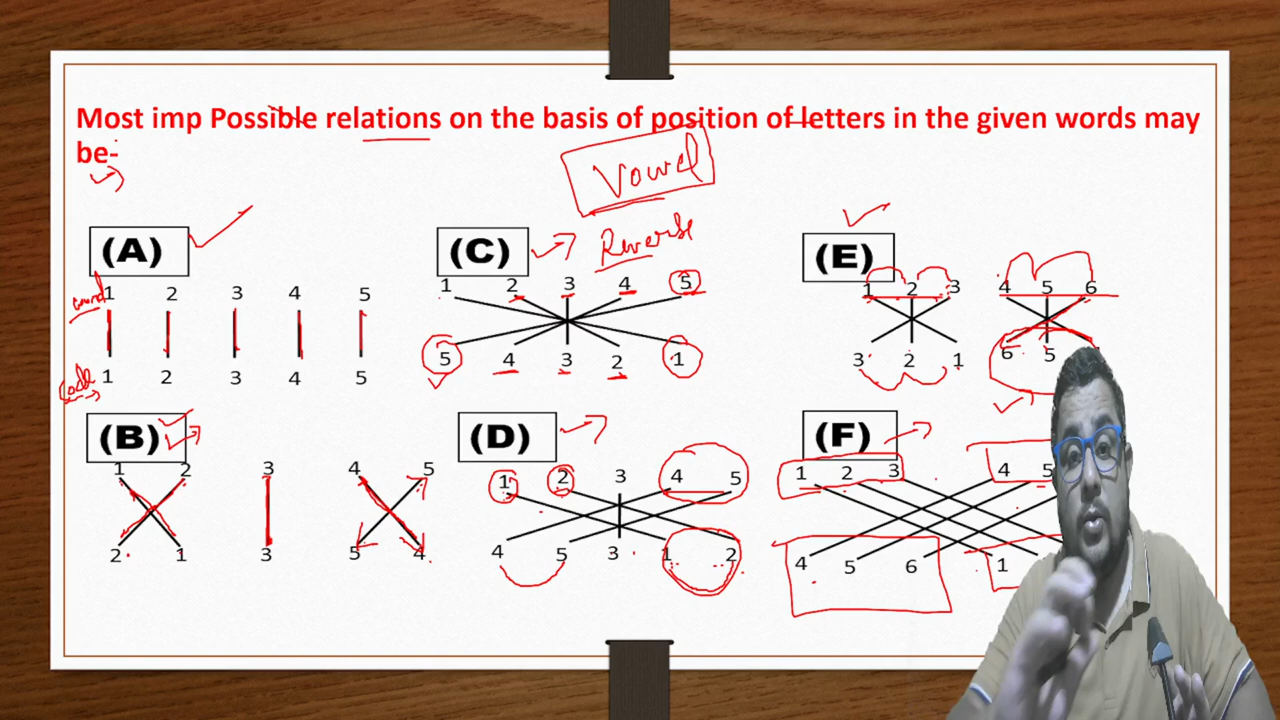 Most imp Possible relations on the basis of position of letters in the given words may
be-
Vowel
(A)
word 1 2 3 4 5
Code 1 2 3 4 5
(C)
Reverse
1 2 3 4 5
5 4 3 2 1
(E)
1 2 3 4 5 6
3 2 1 6 5
(B)
1 2 3 4 5
2 1 3 5 4
(D)
1 2 3 4 5
4 5 3 1 2
(F)
1 2 3 4 5
4 5 6 1